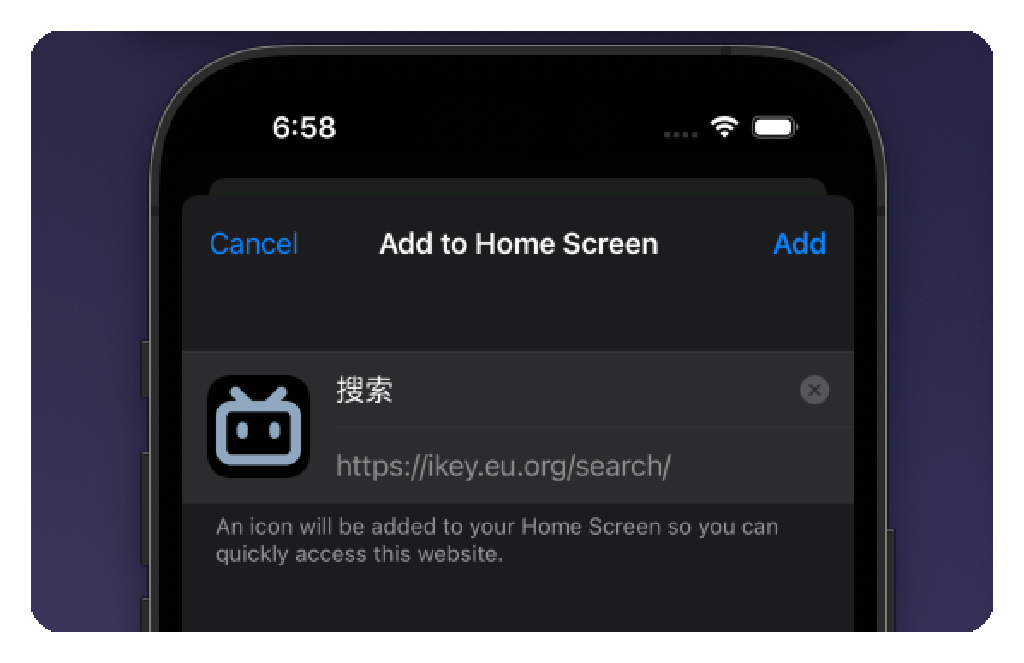 6:58
Cancel Add to Home Screen Add
搜索
https://ikey.eu.org/search/
An icon will be added to your Home Screen so you can
quickly access this website.